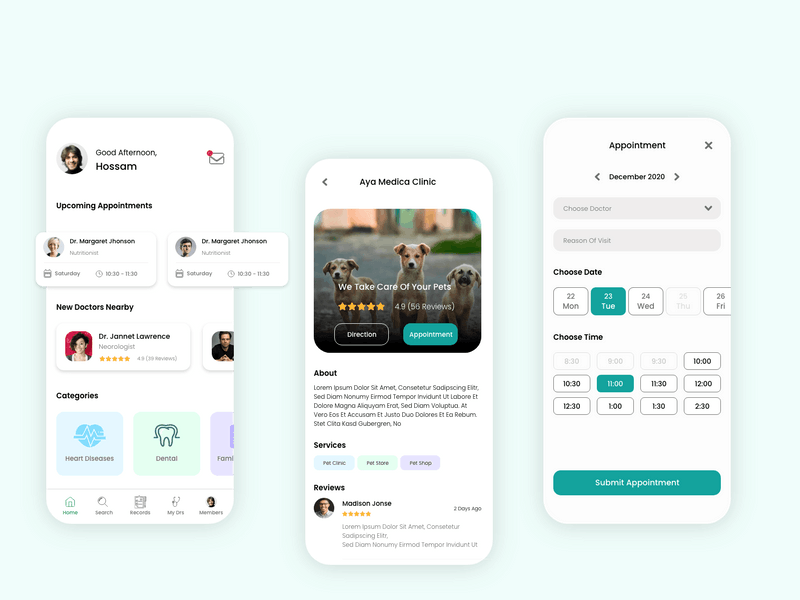 Good Afternoon,
Hossam
Upcoming Appointments
Dr. Margaret Jhonson
Nutritionist
Saturday
10:30 - 11:30
Dr. Margaret Jhonson
Nutritionist
Saturday
10:30 - 11:30
New Doctors Nearby
Dr. Jannet Lawrence
Neorologist
4.9 (39 Reviews)
Categories
Heart Diseases
Dental
Fami
Home
Search
Records
My Drs
Members
Aya Medica Clinic
We Take Care Of Your Pets
4.9 (56 Reviews)
Direction
Appointment
About
Lorem Ipsum Dolor Sit Amet, Consetetur Sadipscing Elitr,
Sed Diam Nonumy Eirmod Tempor Invidunt Ut Labore Et
Dolore Magna Aliquyam Erat, Sed Diam Voluptua. At
Vero Eos Et Accusam Et Justo Duo Dolores Et Ea Rebum.
Stet Clita Kasd Gubergren, No
Services
Pet Clinic
Pet Store
Pet Shop
Reviews
Madison Jonse
2 Days Ago
Lorem Ipsum Dolor Sit Amet, Consetetur
Sadipscing Elitr,
Sed Diam Nonumy Eirmod Tempor Invidunt Ut
Appointment
December 2020
Choose Doctor
Reason Of Visit
Choose Date
22 23 24 25 26
Mon Tue Wed Thu Fri
Choose Time
8:30 9:00 9:30 10:00
10:30 11:00 11:30 12:00
12:30 1:00 1:30 2:30
Submit Appointment